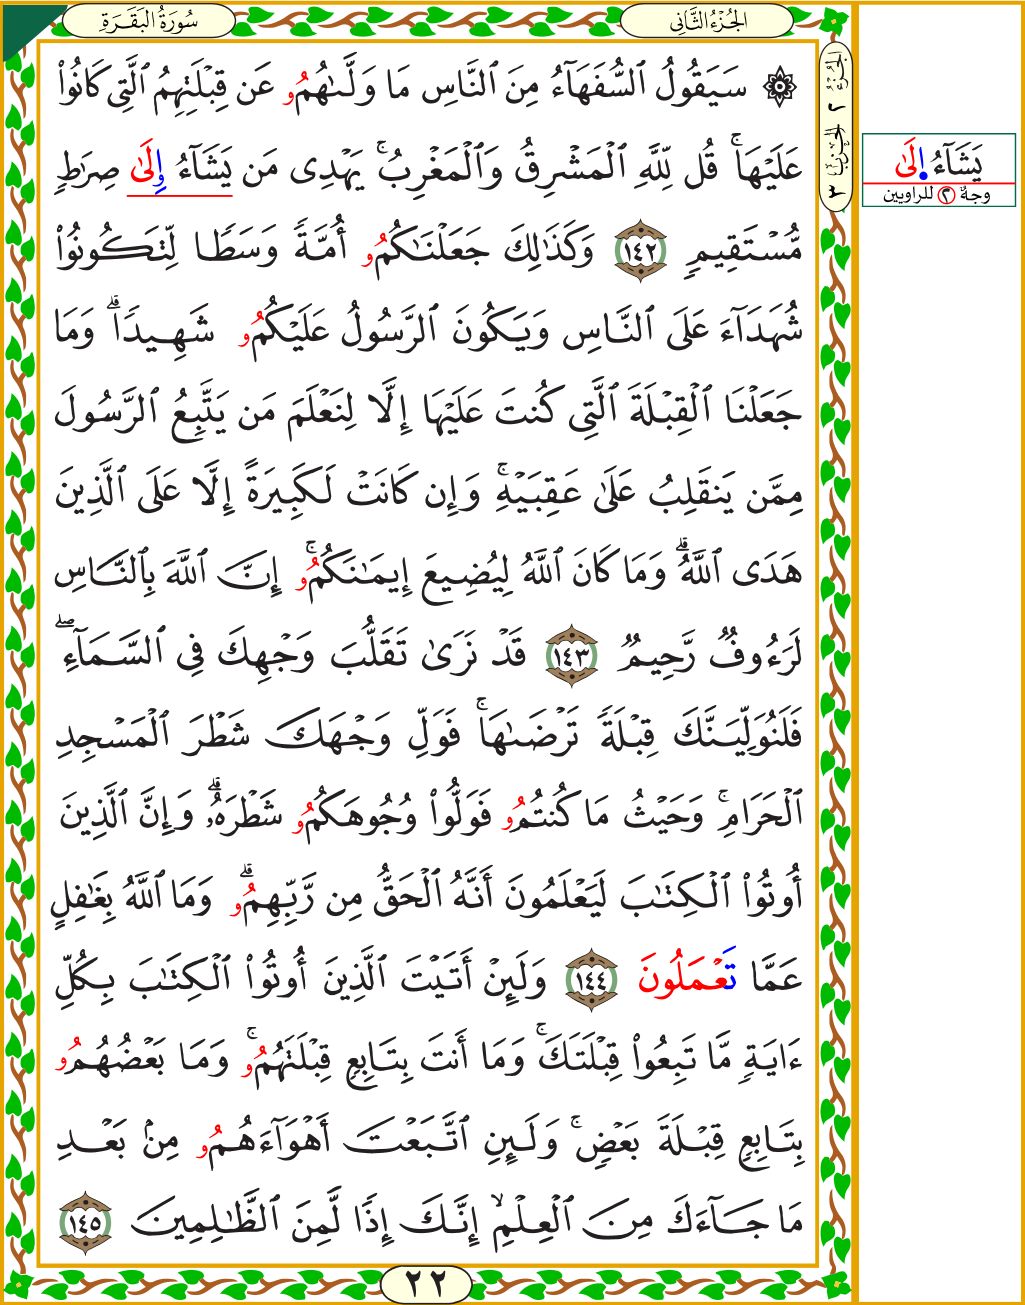 سُورَةُ البَقَرَةِ
الجُزْءُ الثَّانِي
الجُزْءُ ٢ الحِزْبُ ٣
۞ سَيَقُولُ ٱلسُّفَهَآءُ مِنَ ٱلنَّاسِ مَا وَلَّىٰهُمُو عَن قِبْلَتِهِمُ ٱلَّتِي كَانُوا۟
عَلَيْهَا ۚ قُل لِلَّهِ ٱلْمَشْرِقُ وَٱلْمَغْرِبُ ۚ يَهْدِى مَن يَشَآءُ إِلَىٰ صِرَٰطٍ
مُّسْتَقِيمٍ ١٤٢ وَكَذَٰلِكَ جَعَلْنَٰكُمُو أُمَّةً وَسَطًا لِّتَكُونُوا۟
شُهَدَآءَ عَلَى ٱلنَّاسِ وَيَكُونَ ٱلرَّسُولُ عَلَيْكُمُو شَهِيدًا ۗ وَمَا
جَعَلْنَا ٱلْقِبْلَةَ ٱلَّتِي كُنتَ عَلَيْهَا إِلَّا لِنَعْلَمَ مَن يَتَّبِعُ ٱلرَّسُولَ
مِمَّن يَنقَلِبُ عَلَىٰ عَقِبَيْهِ ۚ وَإِن كَانَتْ لَكَبِيرَةً إِلَّا عَلَى ٱلَّذِينَ
هَدَى ٱللَّهُ ۗ وَمَا كَانَ ٱللَّهُ لِيُضِيعَ إِيمَٰنَكُمُو ۚ إِنَّ ٱللَّهَ بِٱلنَّاسِ
لَرَءُوفٌ رَّحِيمٌ ١٤٣ قَدْ نَرَىٰ تَقَلُّبَ وَجْهِكَ فِي ٱلسَّمَآءِ ۖ
فَلَنُوَلِّيَنَّكَ قِبْلَةً تَرْضَىٰهَا ۚ فَوَلِّ وَجْهَكَ شَطْرَ ٱلْمَسْجِدِ
ٱلْحَرَامِ ۚ وَحَيْثُ مَا كُنتُمُو فَوَلُّوا۟ وُجُوهَكُمُو شَطْرَهُۥ ۗ وَإِنَّ ٱلَّذِينَ
أُوتُوا۟ ٱلْكِتَٰبَ لَيَعْلَمُونَ أَنَّهُ ٱلْحَقُّ مِن رَّبِّهِمُو ۗ وَمَا ٱللَّهُ بِغَٰفِلٍ
عَمَّا تَعْمَلُونَ ١٤٤ وَلَئِنْ أَتَيْتَ ٱلَّذِينَ أُوتُوا۟ ٱلْكِتَٰبَ بِكُلِّ
ءَايَةٍ مَّا تَبِعُوا۟ قِبْلَتَكَ ۚ وَمَا أَنتَ بِتَابِعٍ قِبْلَتَهُمُو ۚ وَمَا بَعْضُهُمُو
بِتَابِعٍ قِبْلَةَ بَعْضٍ ۚ وَلَئِنِ ٱتَّبَعْتَ أَهْوَآءَهُمُو مِنۢ بَعْدِ
مَا جَآءَكَ مِنَ ٱلْعِلْمِ ۙ إِنَّكَ إِذًا لَّمِنَ ٱلظَّٰلِمِينَ ١٤٥
٢٢
يَشَآءُ إِلَىٰ
وجهٌ ٢ للراويين